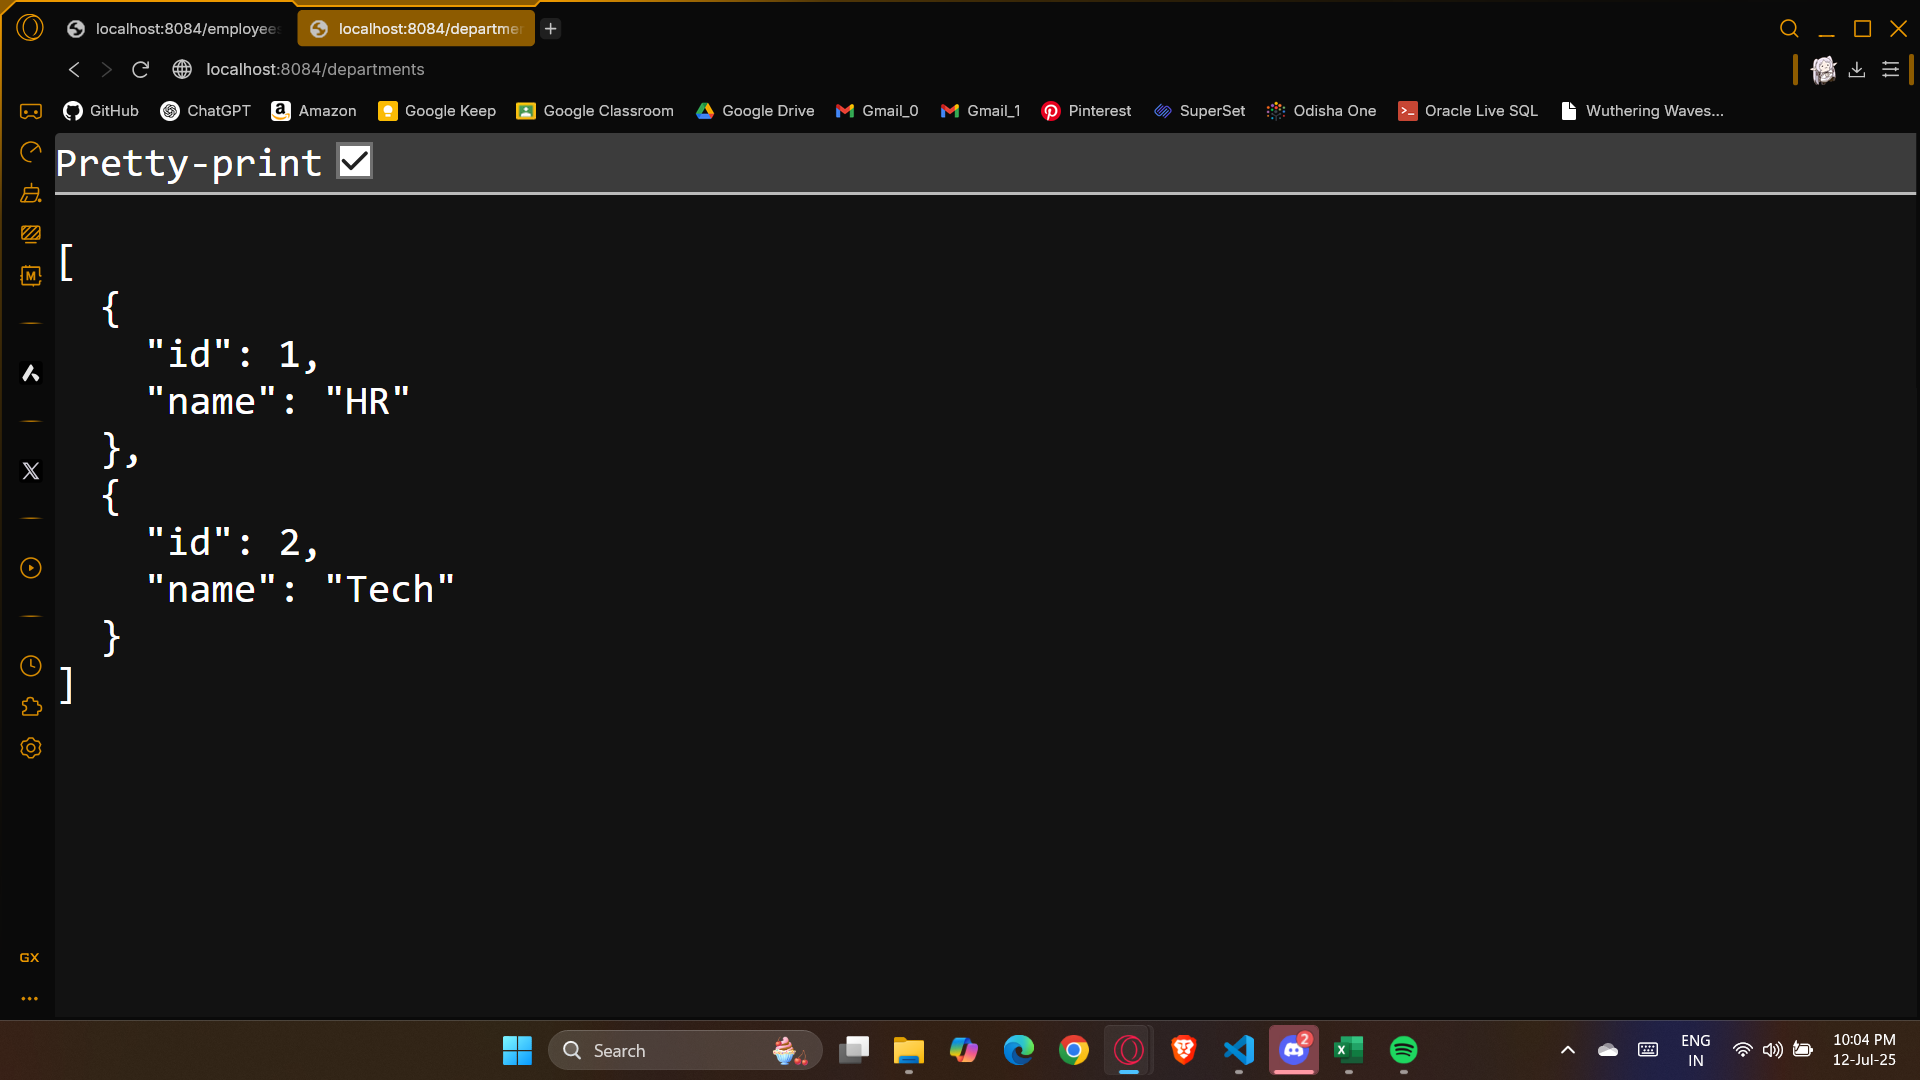 localhost:8084/employees
localhost:8084/departme
localhost:8084/departments
GitHub
ChatGPT
Amazon
Google Keep
Google Classroom
Google Drive
Gmail_0
Gmail_1
Pinterest
SuperSet
Odisha One
Oracle Live SQL
Wuthering Waves...
Pretty-print
[
  {
    "id": 1,
    "name": "HR"
  },
  {
    "id": 2,
    "name": "Tech"
  }
]
GX
Search
2
ENG
IN
10:04 PM
12-Jul-25